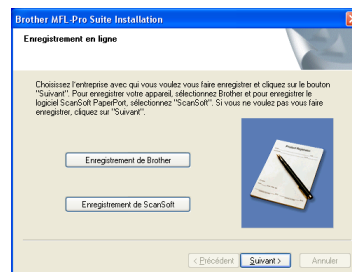 Brother MFL-Pro Suite Installation
Enregistrement en ligne
Choisissez l'entreprise avec qui vous voulez vous faire enregistrer et cliquez sur le bouton
"Suivant". Pour enregistrer votre appareil, sélectionnez Brother et pour enregistrer le
logiciel ScanSoft PaperPort, sélectionnez "ScanSoft". Si vous ne voulez pas vous faire
enregistrer, cliquez sur "Suivant".
Enregistrement de Brother
Enregistrement de ScanSoft
< Précédent
Suivant >
Annuler